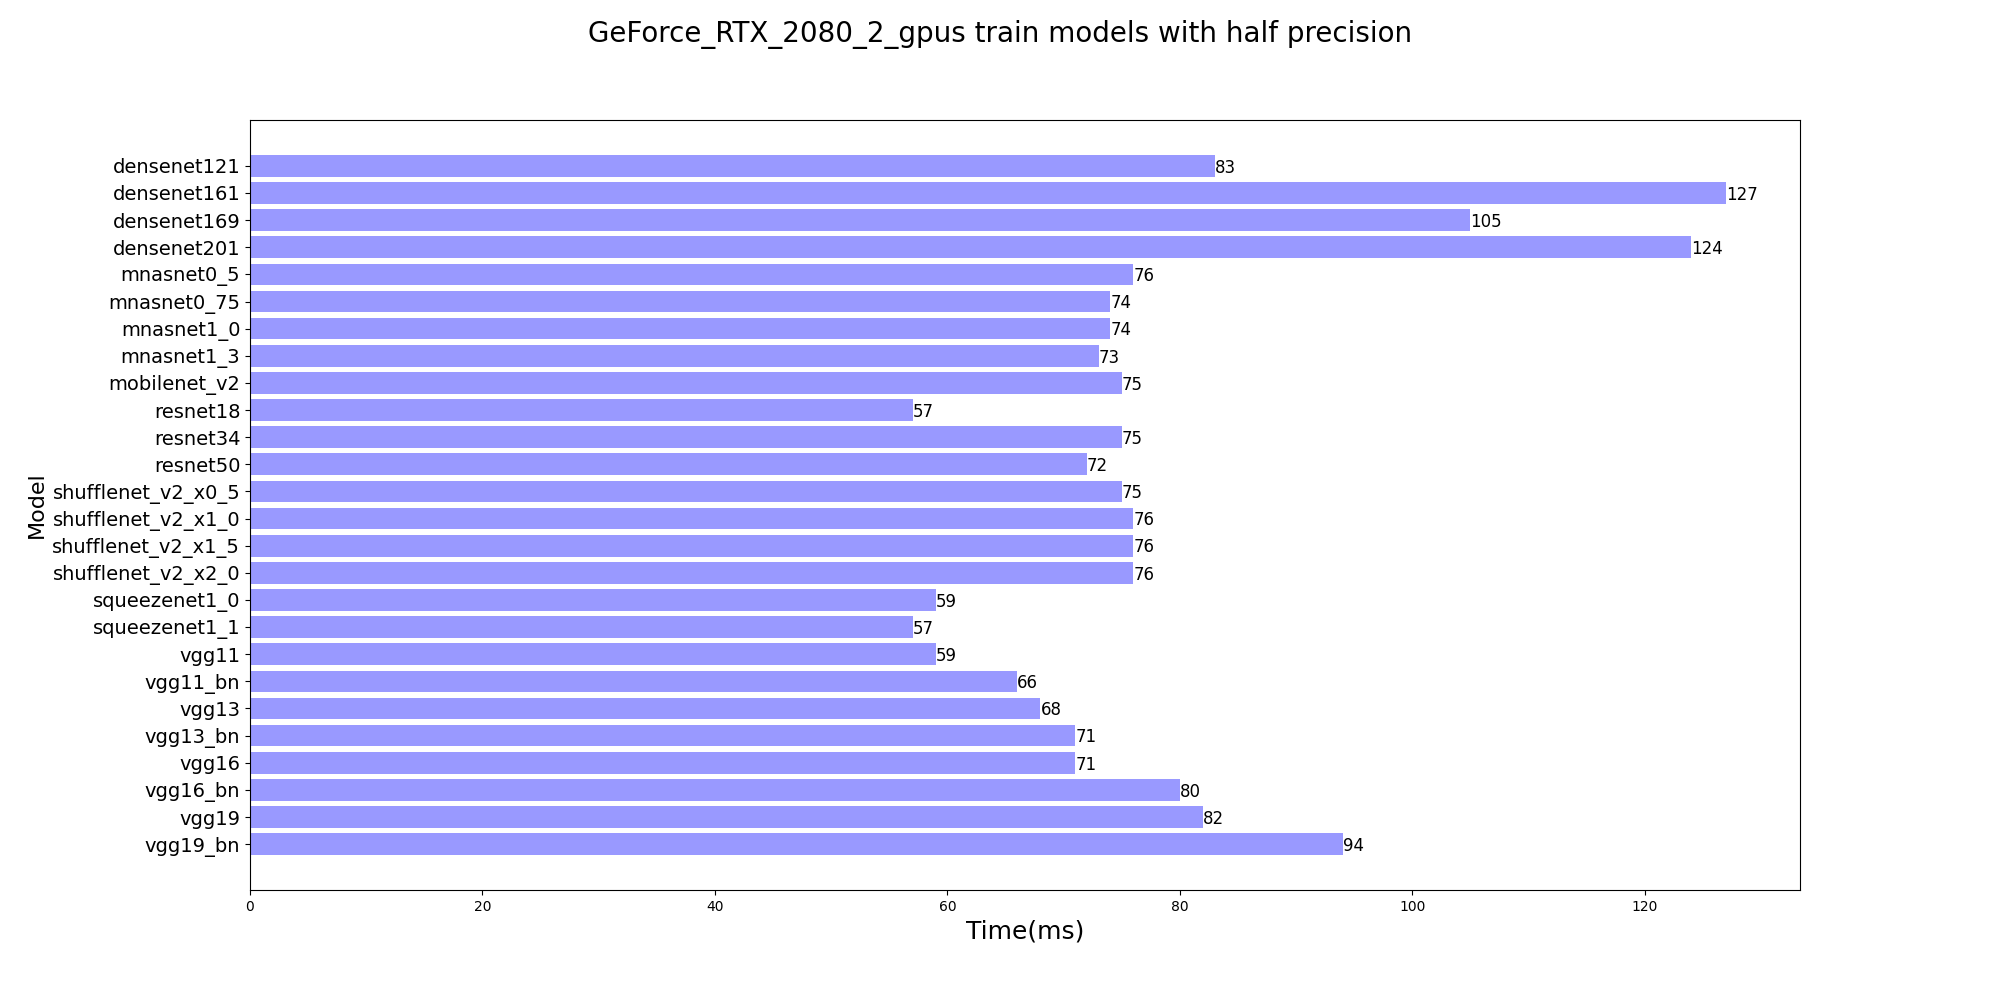 GeForce_RTX_2080_2_gpus train models with half precision
densenet121 83
densenet161 127
densenet169 105
densenet201 124
mnasnet0_5 76
mnasnet0_75 74
mnasnet1_0 74
mnasnet1_3 73
mobilenet_v2 75
resnet18 57
resnet34 75
resnet50 72
shufflenet_v2_x0_5 75
shufflenet_v2_x1_0 76
shufflenet_v2_x1_5 76
shufflenet_v2_x2_0 76
squeezenet1_0 59
squeezenet1_1 57
vgg11 59
vgg11_bn 66
vgg13 68
vgg13_bn 71
vgg16 71
vgg16_bn 80
vgg19 82
vgg19_bn 94
Model
0 20 40 60 80 100 120
Time(ms)